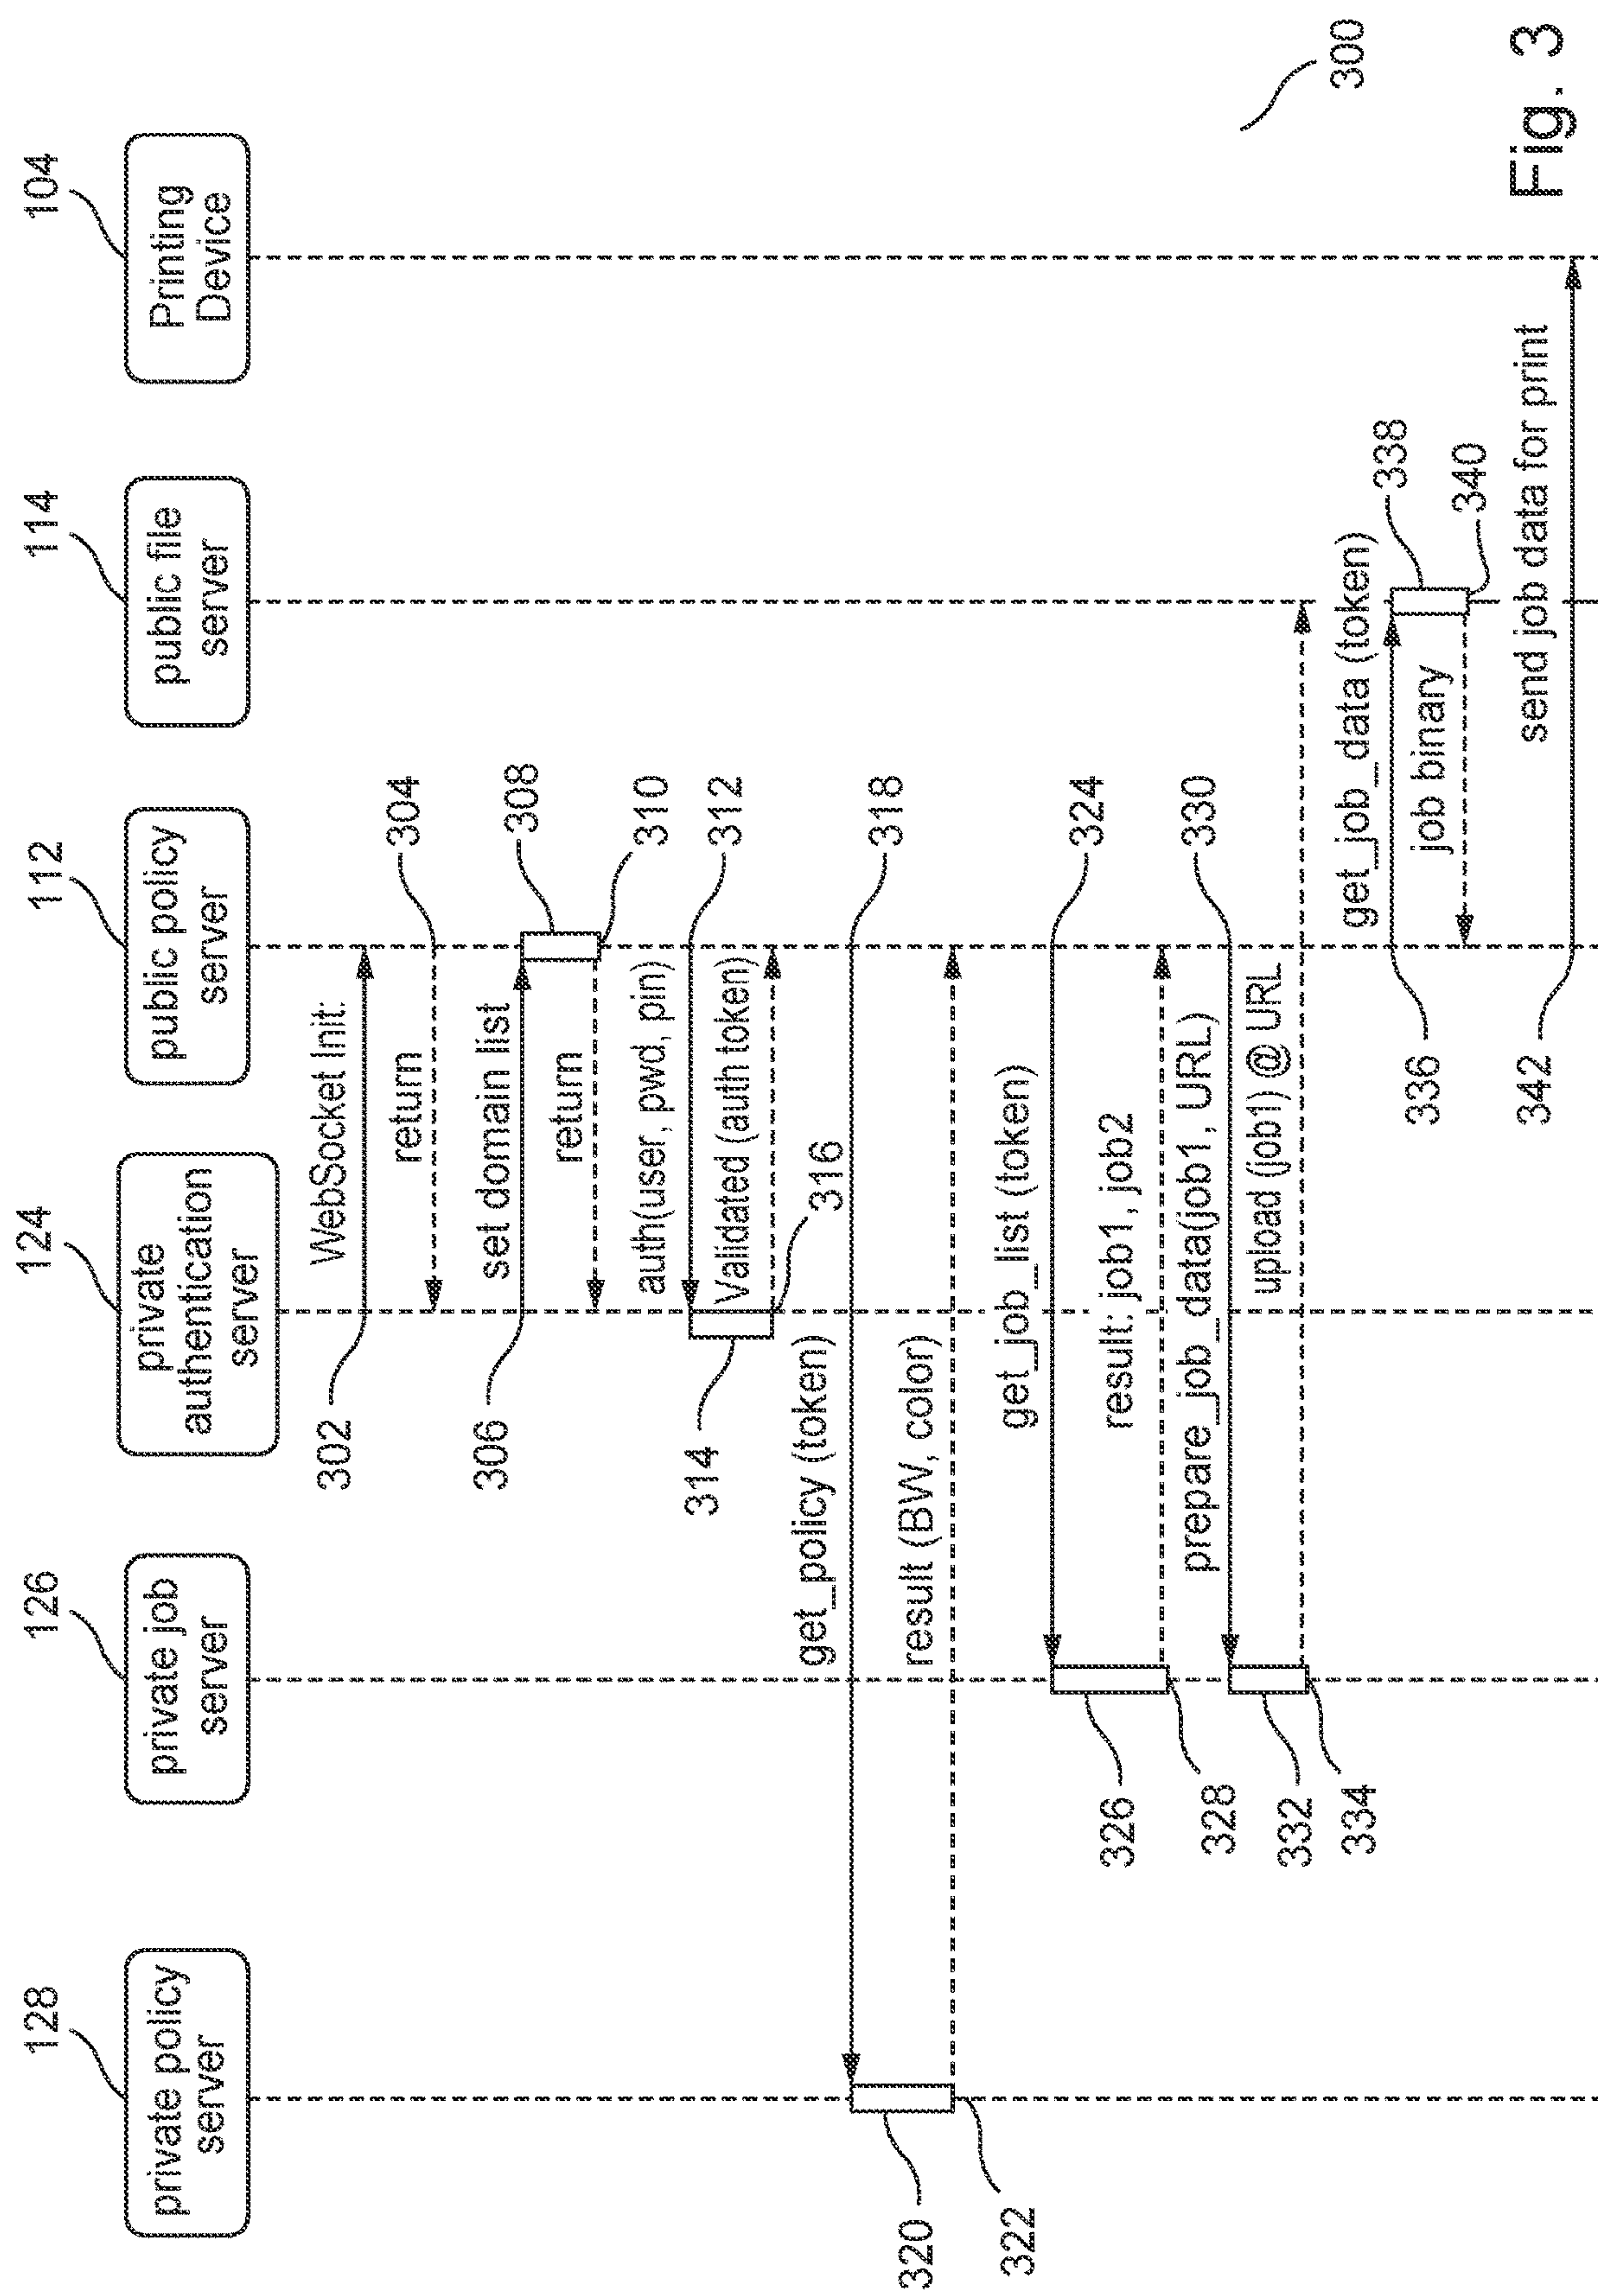 128
126
124
112
114
104
private policy
server
private job
server
private
authentication
server
public policy
server
public file
server
Printing
Device
302
WebSocket Init:
return
304
306
set domain list
308
return
310
auth(user, pwd, pin)
312
314
Validated (auth token)
316
get_policy (token)
318
320
result (BW, color)
322
get_job_list (token)
324
326
result: job1, job2
328
prepare_job_data(job1, URL)
330
332
upload (job1) @ URL
334
get_job_data (token)
336
338
job binary
340
send job data for print
342
300
Fig. 3